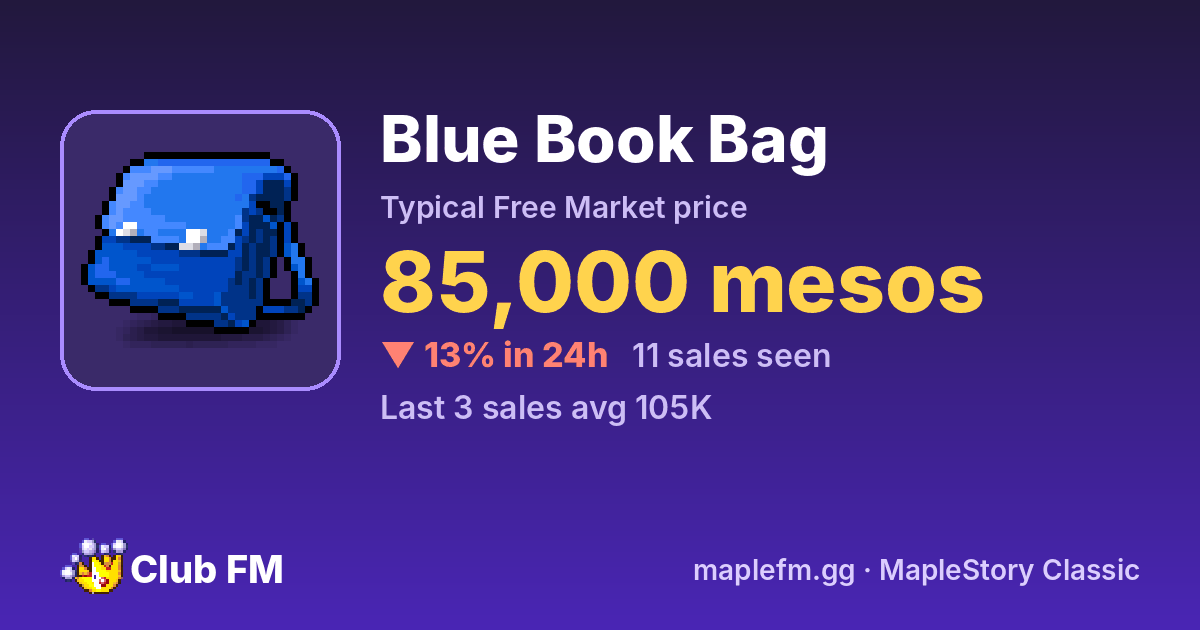 Blue Book Bag
Typical Free Market price
85,000 mesos
▼ 13% in 24h 11 sales seen
Last 3 sales avg 105K
Club FM
maplefm.gg · MapleStory Classic